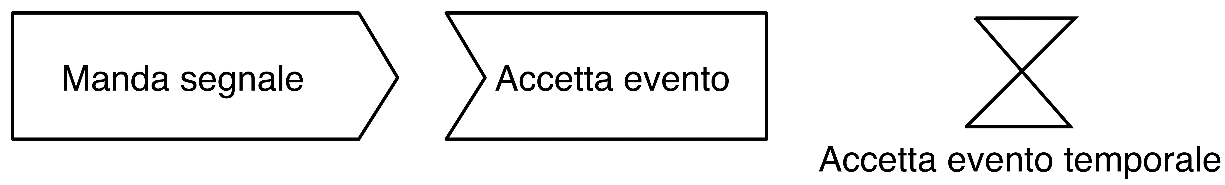 Manda segnale
Accetta evento
Accetta evento temporale